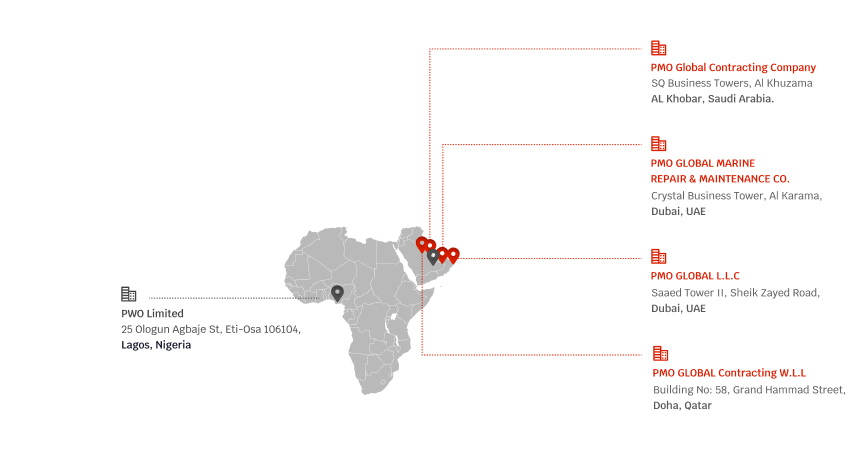 PMO Global Contracting Company
SQ Business Towers, Al Khuzama
AL Khobar, Saudi Arabia.
PMO GLOBAL MARINE
REPAIR & MAINTENANCE CO.
Crystal Business Tower, Al Karama,
Dubai, UAE
PMO GLOBAL L.L.C
Saaed Tower II, Sheik Zayed Road,
Dubai, UAE
PWO Limited
25 Ologun Agbaje St, Eti-Osa 106104,
Lagos, Nigeria
PMO GLOBAL Contracting W.L.L
Building No: 58, Grand Hammad Street,
Doha, Qatar